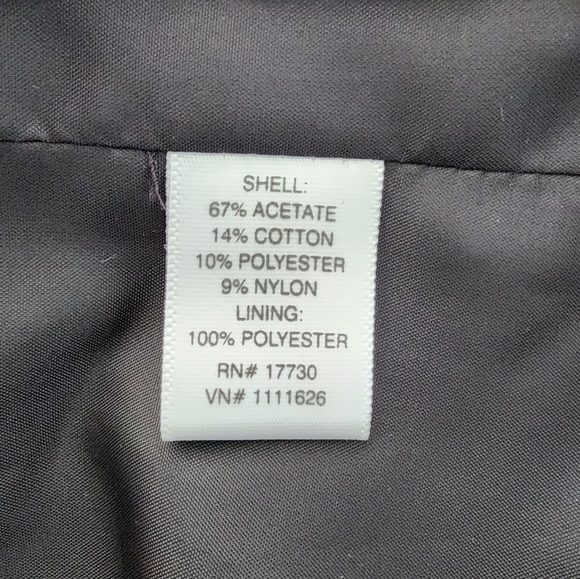 SHELL:
67% ACETATE
14% COTTON
10% POLYESTER
9% NYLON
LINING:
100% POLYESTER
RN# 17730
VN# 1111626